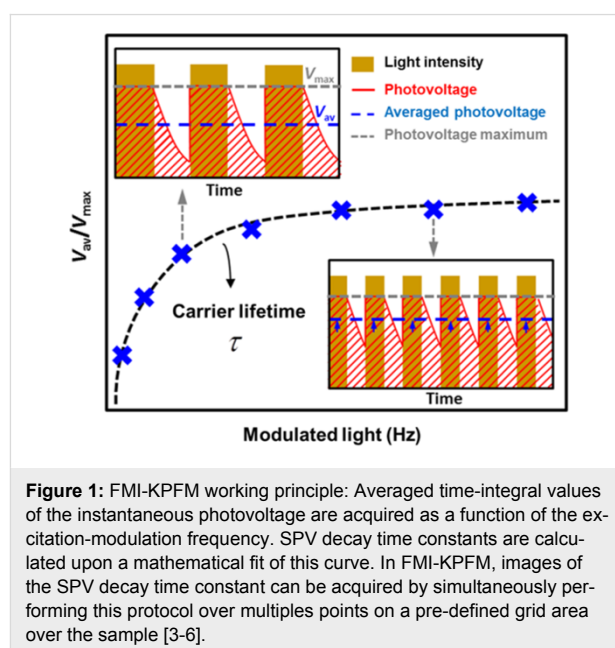 V_max
V_av
Time
Light intensity
Photovoltage
Averaged photovoltage
Photovoltage maximum
V_av/V_max
Carrier lifetime
τ
Time
Modulated light (Hz)
Figure 1: FMI-KPFM working principle: Averaged time-integral values
of the instantaneous photovoltage are acquired as a function of the ex-
citation-modulation frequency. SPV decay time constants are calcu-
lated upon a mathematical fit of this curve. In FMI-KPFM, images of
the SPV decay time constant can be acquired by simultaneously per-
forming this protocol over multiples points on a pre-defined grid area
over the sample [3-6].